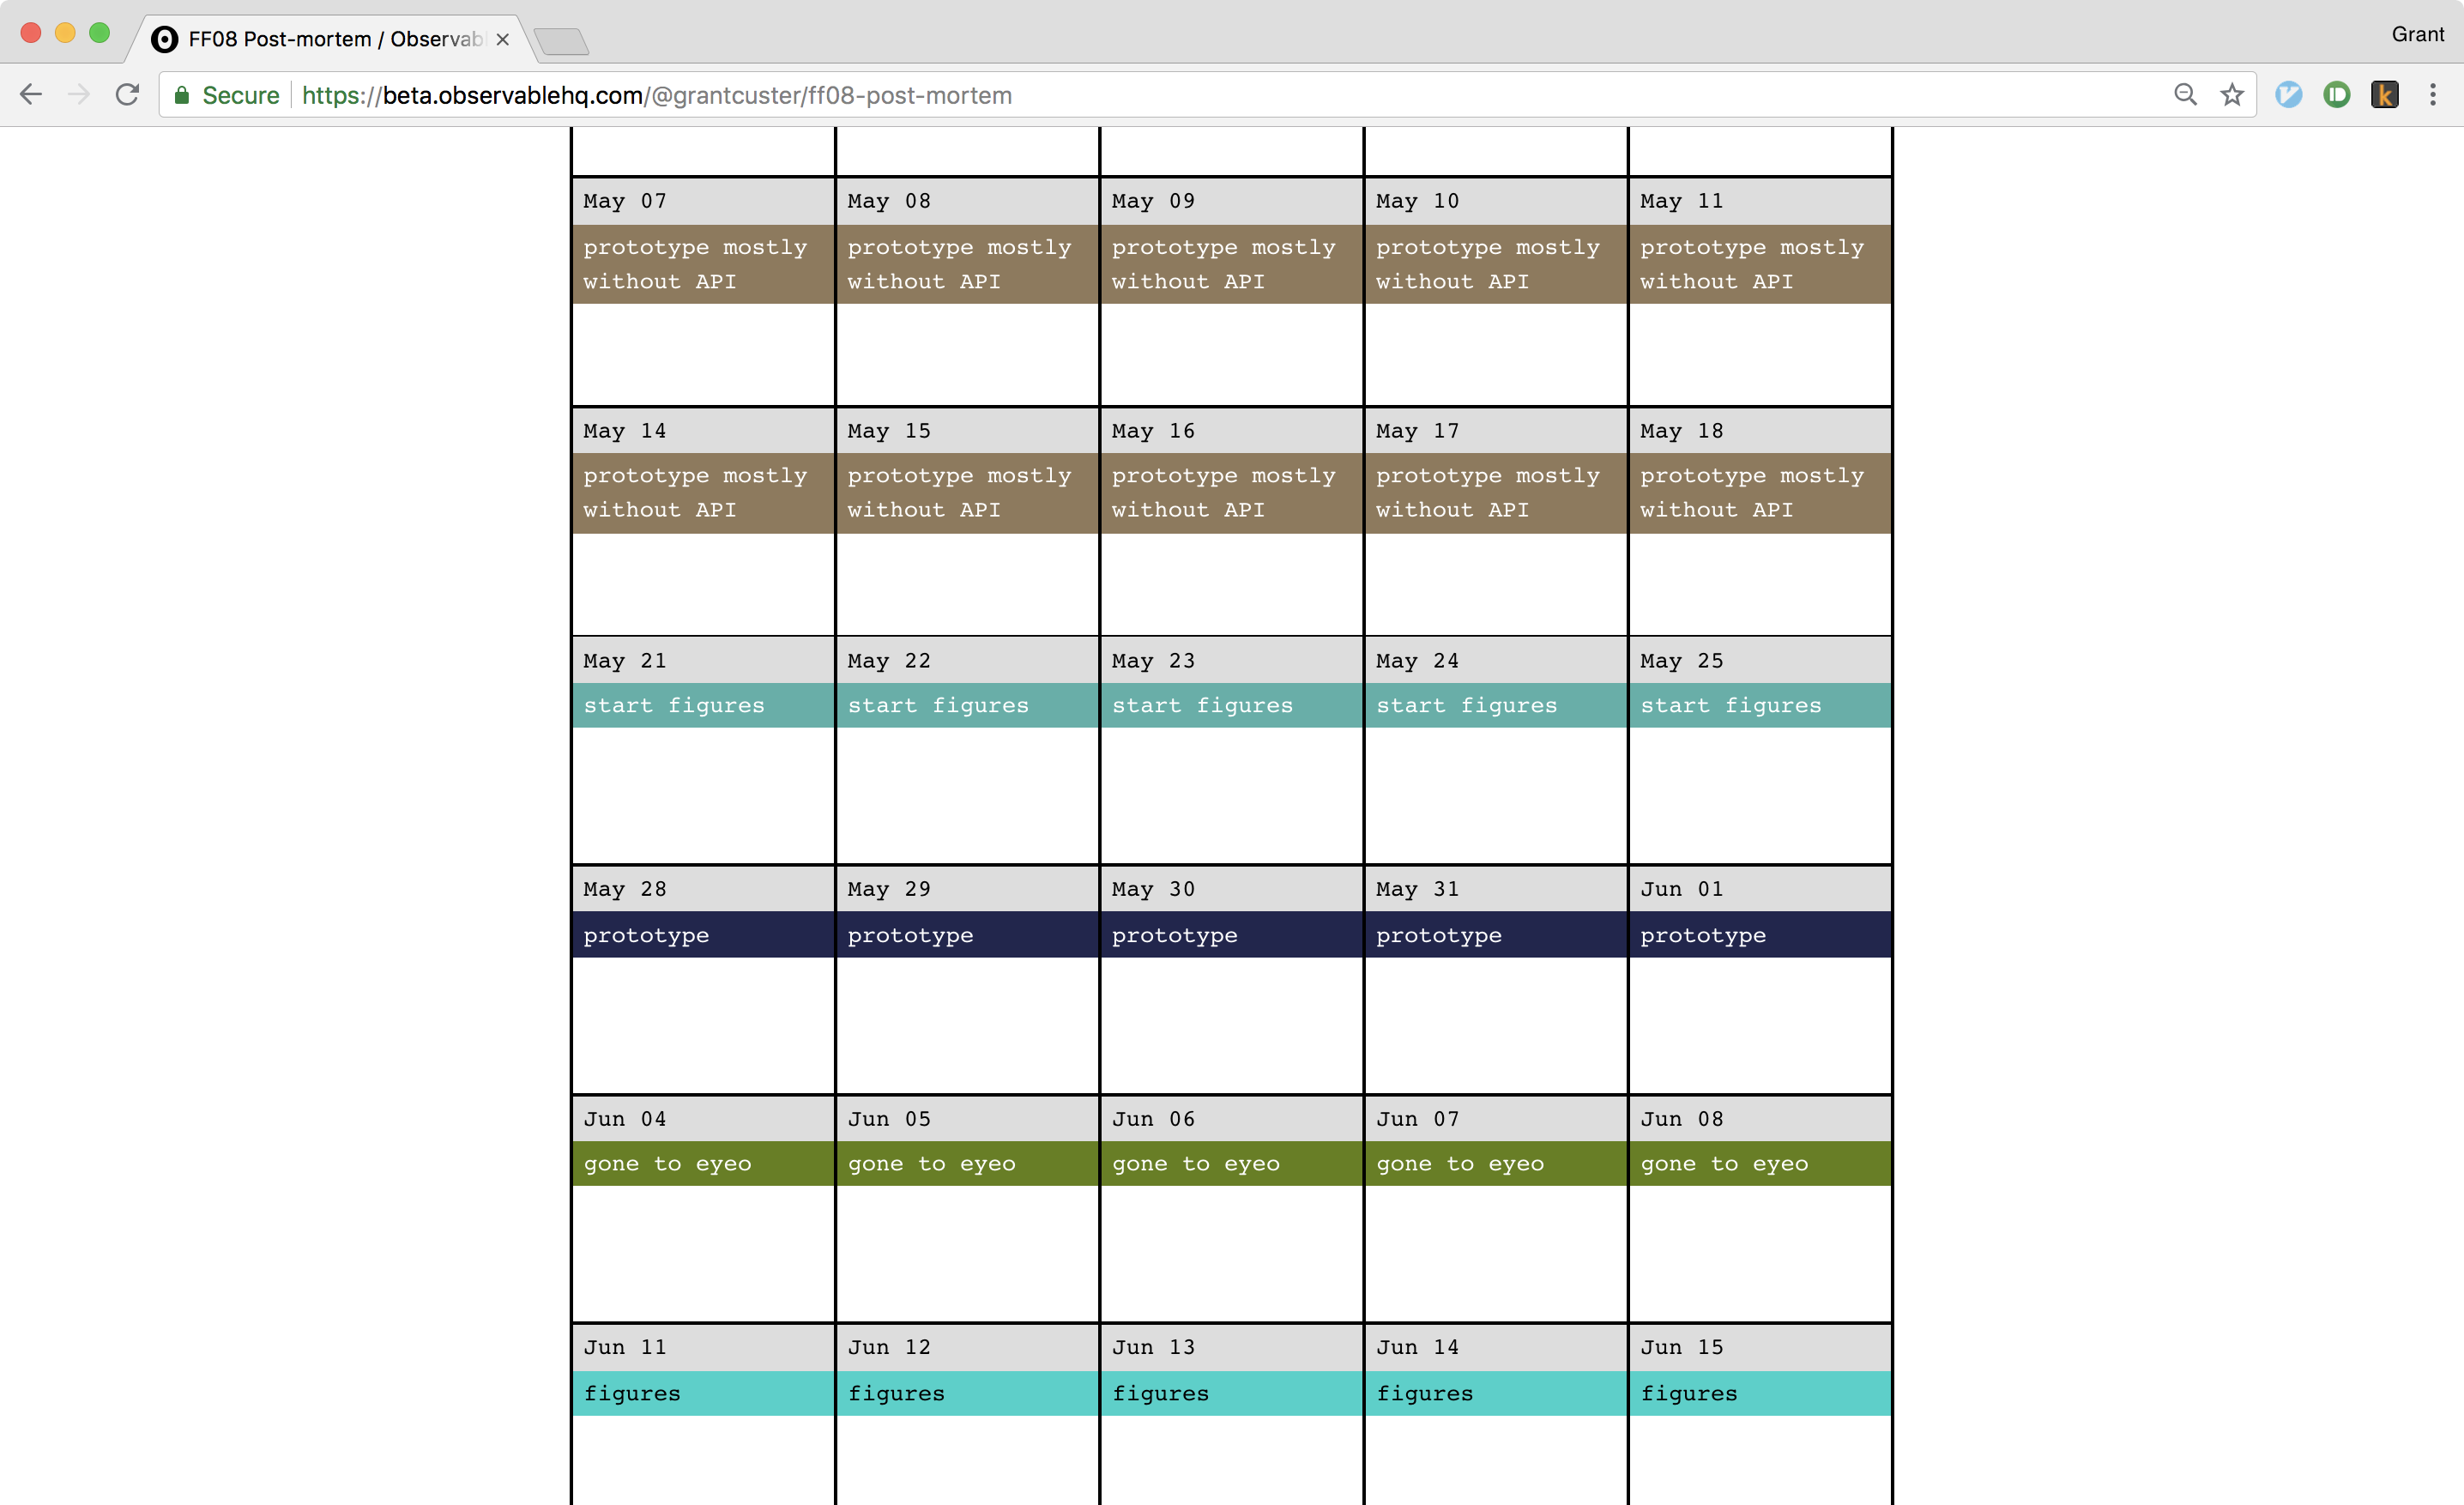 FF08 Post-mortem / Observabl
Grant
Secure https://beta.observablehq.com/@grantcuster/ff08-post-mortem
May 07 May 08 May 09 May 10 May 11
prototype mostly prototype mostly prototype mostly prototype mostly prototype mostly
without API without API without API without API without API
May 14 May 15 May 16 May 17 May 18
prototype mostly prototype mostly prototype mostly prototype mostly prototype mostly
without API without API without API without API without API
May 21 May 22 May 23 May 24 May 25
start figures start figures start figures start figures start figures
May 28 May 29 May 30 May 31 Jun 01
prototype prototype prototype prototype prototype
Jun 04 Jun 05 Jun 06 Jun 07 Jun 08
gone to eyeo gone to eyeo gone to eyeo gone to eyeo gone to eyeo
Jun 11 Jun 12 Jun 13 Jun 14 Jun 15
figures figures figures figures figures